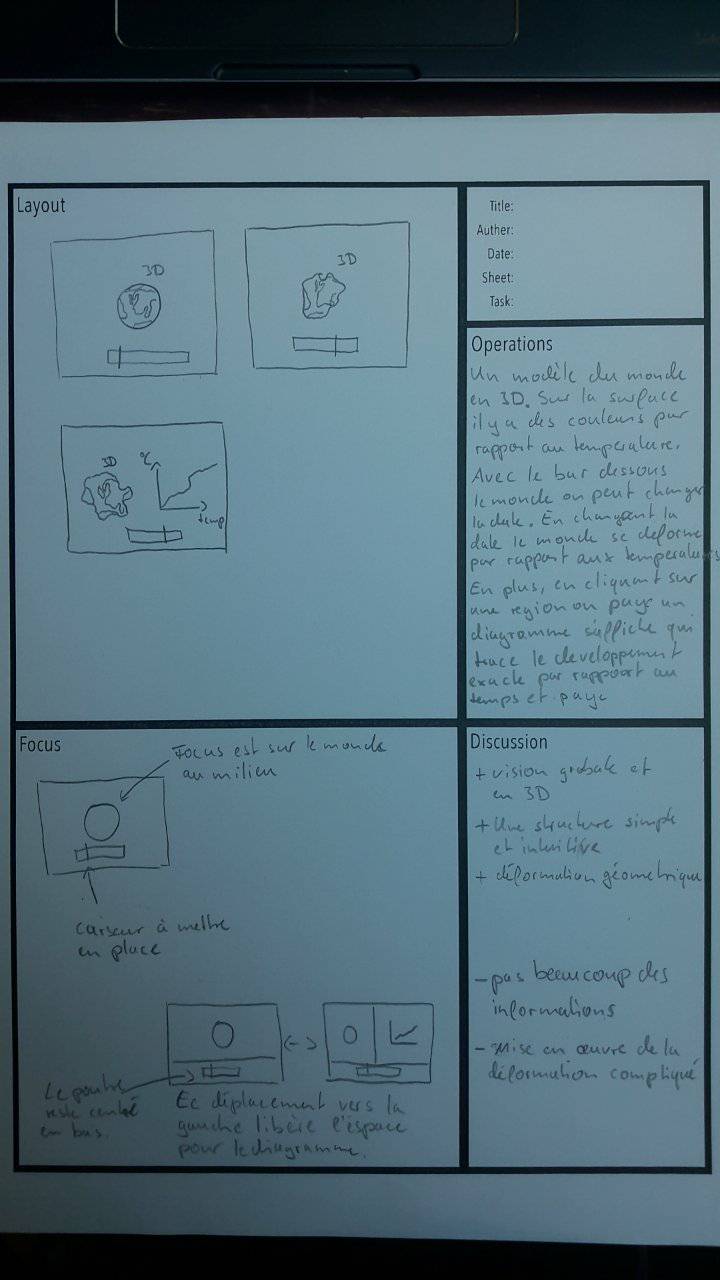 Layout
3D
3D
3D
°C
temp
Title:
Auther:
Date:
Sheet:
Task:
Operations
Un modèle du monde
en 3D. Sur la surface
il y a des couleurs par
rapport au temperature.
Avec le bar dessous
le monde on peut changer
la date. En changeant la
date le monde se deforme
par rapport aux temperatures
En plus, en cliquant sur
une region ou pays un
diagramme s'affiche qui
trace le developpement
exacte par rapport au
temps et pays
Focus
Focus est sur le monde
au milieu
curseur à mettre
en place
Le
reste centré
en bas.
Le déplacement vers la
gauche libère l'espace
pour le diagramme.
Discussion
+ vision globale et
en 3D
+ Une structure simple
et intuitive
+ déformation géometrique
- pas beaucoup des
informations
- Mise en œuvre de la
déformation compliqué